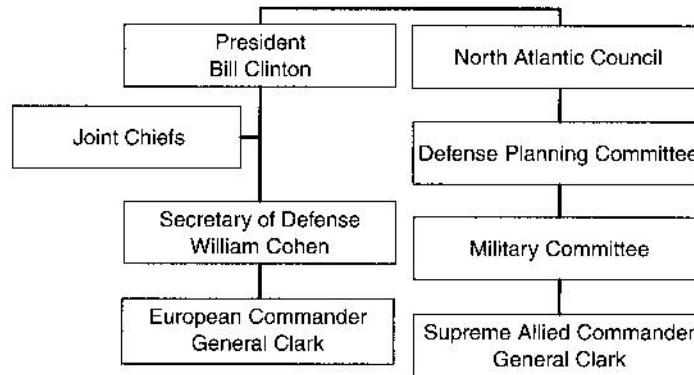 President
Bill Clinton
North Atlantic Council
Joint Chiefs
Defense Planning Committee
Secretary of Defense
William Cohen
Military Committee
European Commander
General Clark
Supreme Allied Commander
General Clark